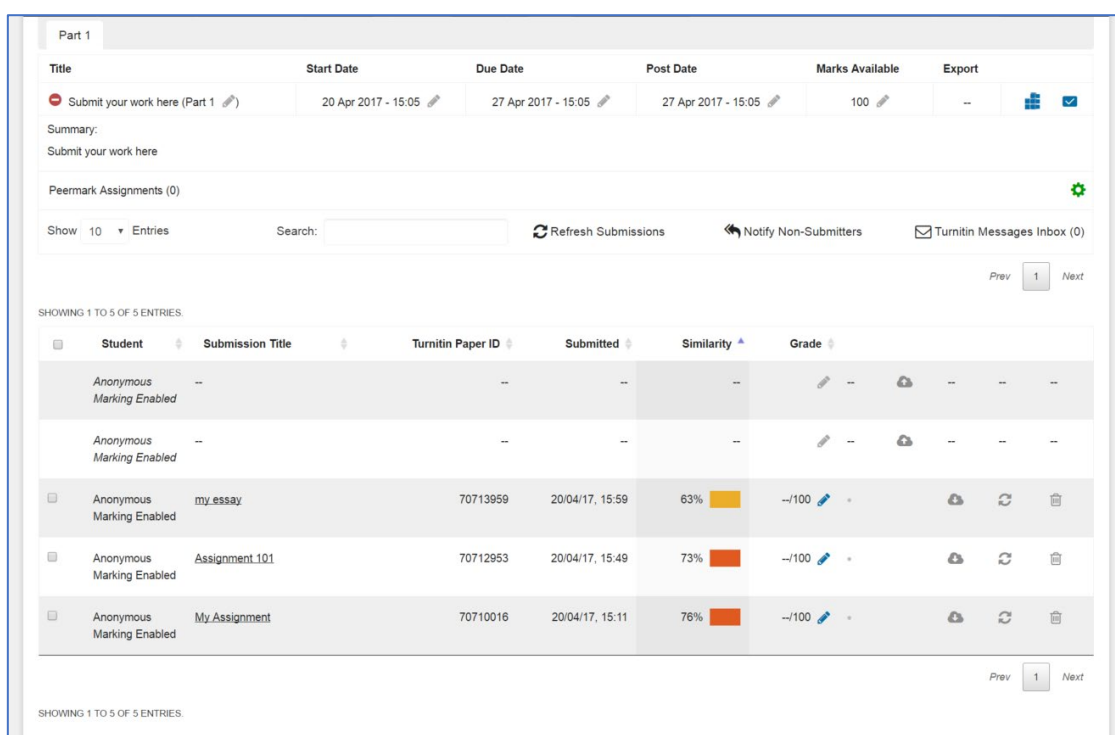 Part 1
Title Start Date Due Date Post Date Marks Available Export
Submit your work here (Part 1 ) 20 Apr 2017 - 15:05 27 Apr 2017 - 15:05 27 Apr 2017 - 15:05 100 --
Summary:
Submit your work here
Peermark Assignments (0)
Show 10 Entries Search: Refresh Submissions Notify Non-Submitters Turnitin Messages Inbox (0)
Prev 1 Next
SHOWING 1 TO 5 OF 5 ENTRIES.
Student Submission Title Turnitin Paper ID Submitted Similarity Grade
Anonymous -- -- -- -- -- -- -- --
Marking Enabled
Anonymous -- -- -- -- -- -- -- --
Marking Enabled
Anonymous my essay 70713959 20/04/17, 15:59 63% --/100
Marking Enabled
Anonymous Assignment 101 70712953 20/04/17, 15:49 73% --/100
Marking Enabled
Anonymous My Assignment 70710016 20/04/17, 15:11 76% --/100
Marking Enabled
Prev 1 Next
SHOWING 1 TO 5 OF 5 ENTRIES.